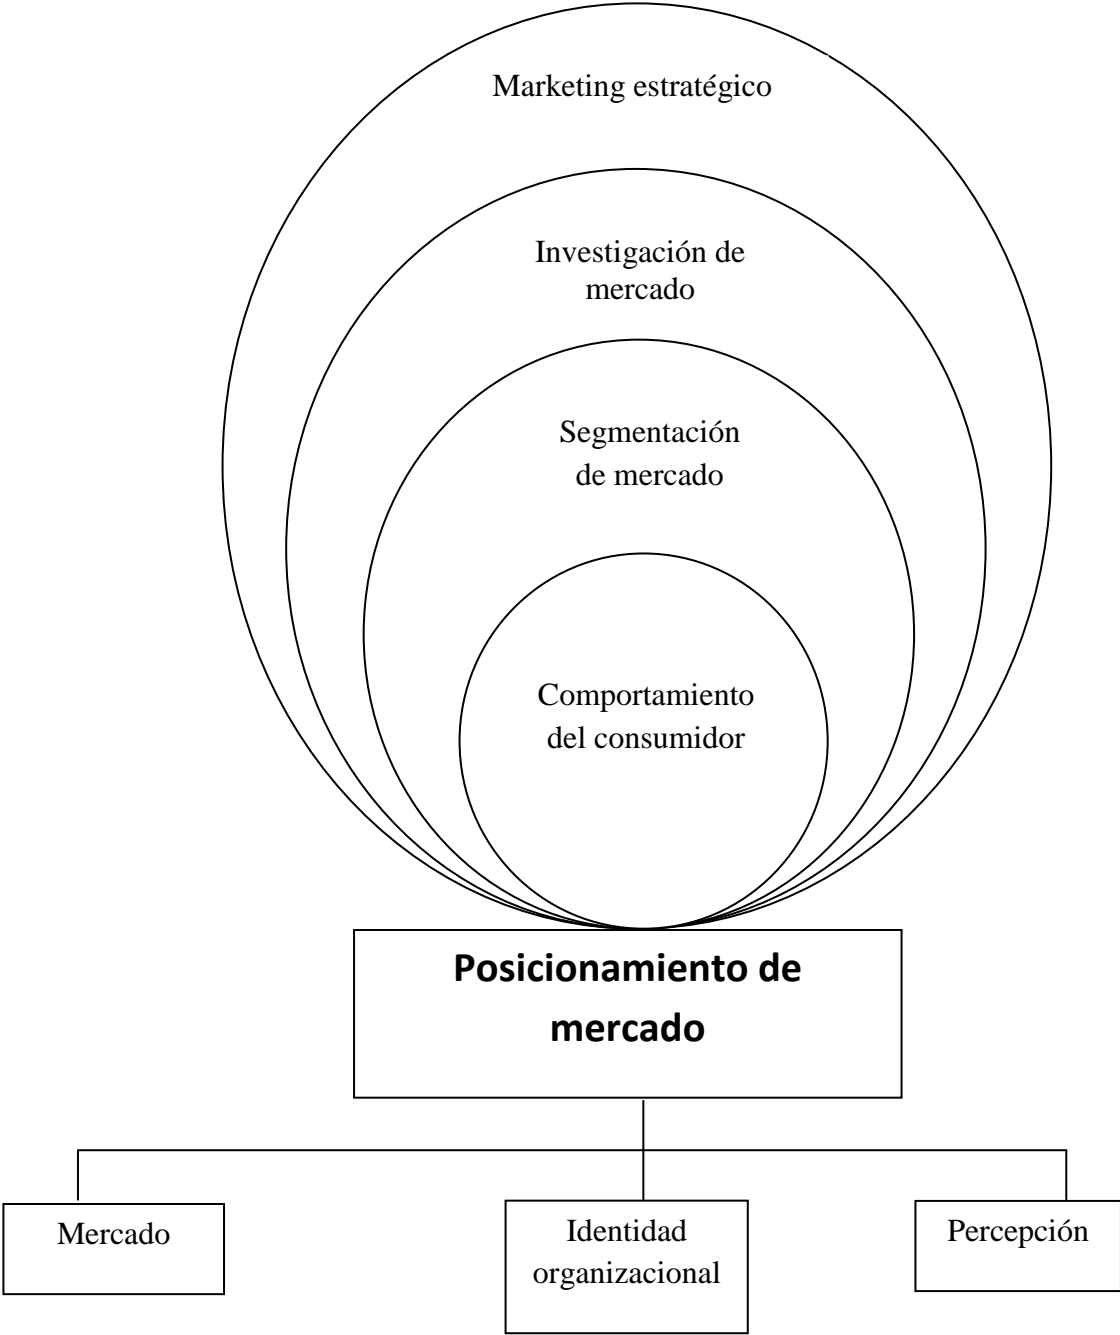 Marketing estratégico
Investigación de
mercado
Segmentación
de mercado
Comportamiento
del consumidor
Posicionamiento de
mercado
Mercado
Identidad
organizacional
Percepción